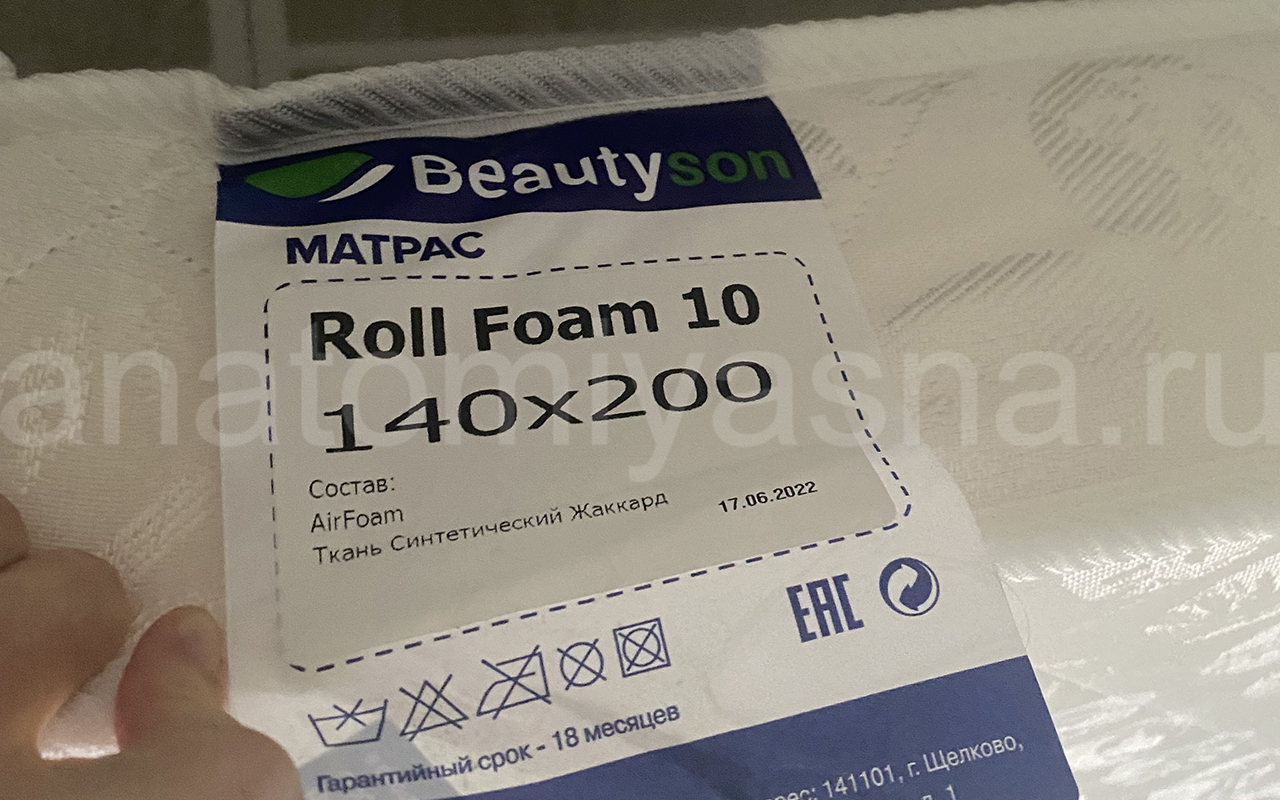 Beautyson
МАТРАС
Roll Foam 10
140x200
Состав:
AirFoam
Ткань Синтетический Жаккард
17.06.2022
EAC
Гарантийный срок - 18 месяцев
141101, г. Щелково,
д. 1
anatomiyasna.ru